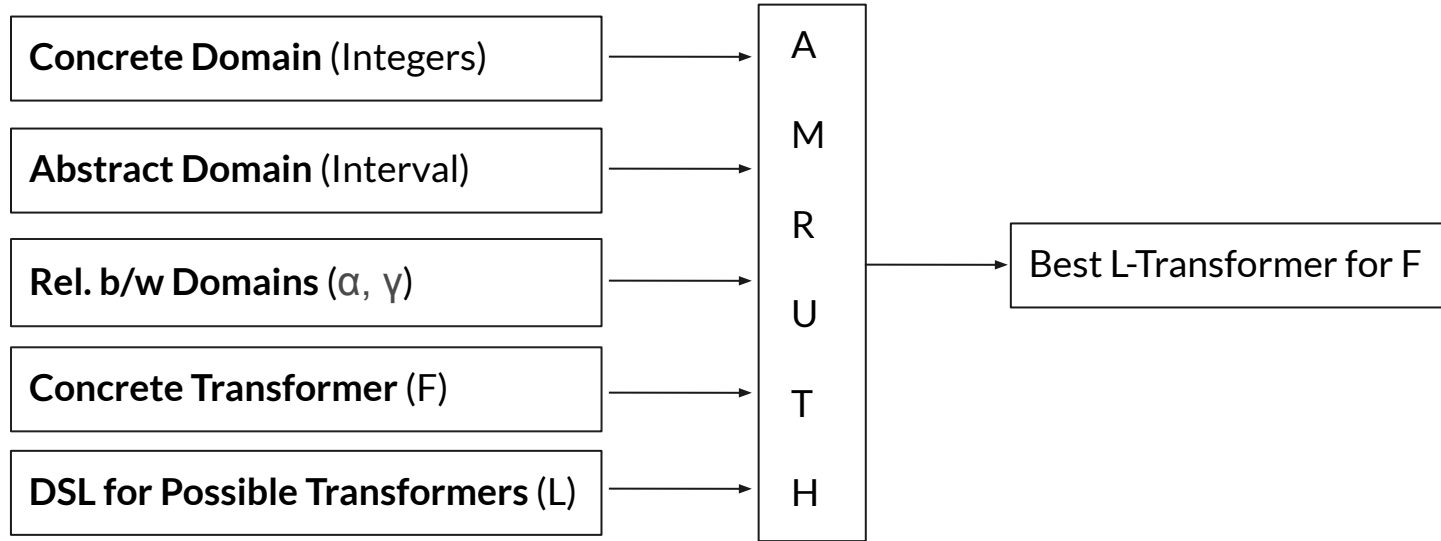 Concrete Domain (Integers)
Abstract Domain (Interval)
Rel. b/w Domains (α, γ)
Concrete Transformer (F)
DSL for Possible Transformers (L)
A
M
R
U
T
H
Best L-Transformer for F